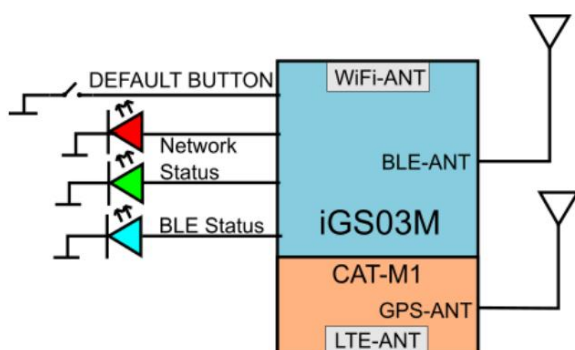 DEFAULT BUTTON
WiFi-ANT
Network
Status
BLE-ANT
BLE Status
iGS03M
CAT-M1
GPS-ANT
LTE-ANT